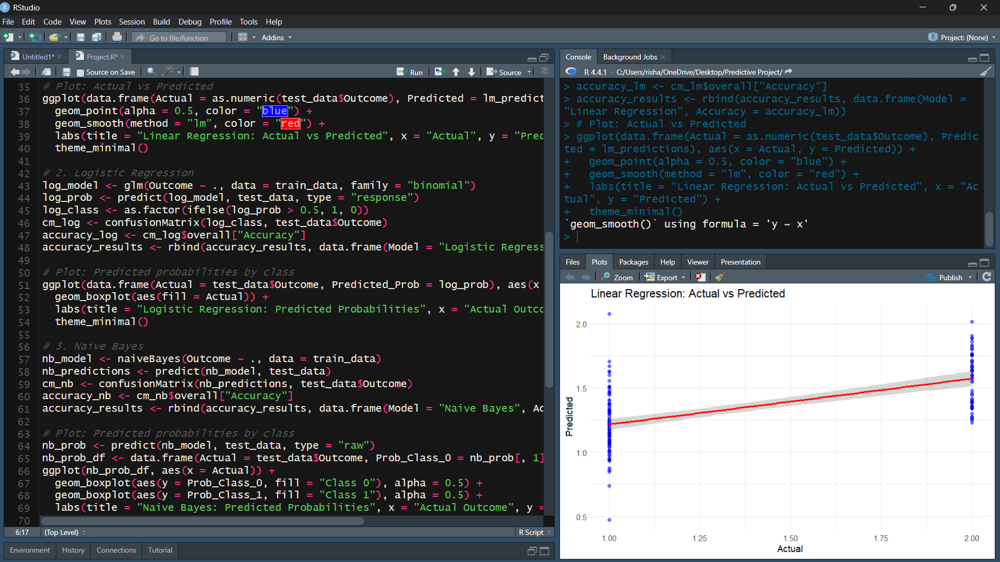 RStudio
File Edit Code View Plots Session Build Debug Profile Tools Help
Go to file/function Addins Project: (None)
Untitled1* Project.R*
Source on Save Run Source
35 # Plot: Actual vs Predicted
36 ggplot(data.frame(Actual = as.numeric(test_data$Outcome), Predicted = lm_predict
37 geom_point(alpha = 0.5, color = "blue") +
38 geom_smooth(method = "lm", color = "red") +
39 labs(title = "Linear Regression: Actual vs Predicted", x = "Actual", y = "Pred
40 theme_minimal()
41
42 # 2. Logistic Regression
43 log_model <- glm(Outcome ~ ., data = train_data, family = "binomial")
44 log_prob <- predict(log_model, test_data, type = "response")
45 log_class <- as.factor(ifelse(log_prob > 0.5, 1, 0))
46 cm_log <- confusionMatrix(log_class, test_data$Outcome)
47 accuracy_log <- cm_log$overall["Accuracy"]
48 accuracy_results <- rbind(accuracy_results, data.frame(Model = "Logistic Regress
49
50 # Plot: Predicted probabilities by class
51 ggplot(data.frame(Actual = test_data$Outcome, Predicted_Prob = log_prob), aes(x
52 geom_boxplot(aes(fill = Actual)) +
53 labs(title = "Logistic Regression: Predicted Probabilities", x = "Actual Outco
54 theme_minimal()
55
56 # 3. Naive Bayes
57 nb_model <- naiveBayes(Outcome ~ ., data = train_data)
58 nb_predictions <- predict(nb_model, test_data)
59 cm_nb <- confusionMatrix(nb_predictions, test_data$Outcome)
60 accuracy_nb <- cm_nb$overall["Accuracy"]
61 accuracy_results <- rbind(accuracy_results, data.frame(Model = "Naive Bayes", Ac
62
63 # Plot: Predicted probabilities by class
64 nb_prob <- predict(nb_model, test_data, type = "raw")
65 nb_prob_df <- data.frame(Actual = test_data$Outcome, Prob_Class_0 = nb_prob[, 1]
66 ggplot(nb_prob_df, aes(x = Actual)) +
67 geom_boxplot(aes(y = Prob_Class_0, fill = "Class 0"), alpha = 0.5) +
68 geom_boxplot(aes(y = Prob_Class_1, fill = "Class 1"), alpha = 0.5) +
69 labs(title = "Naive Bayes: Predicted Probabilities", x = "Actual Outcome", y =
70
6:17 (Top Level) R Script
Environment History Connections Tutorial
Console Background Jobs
R 4.4.1 · C:/Users/risha/OneDrive/Desktop/Predictive Project/
> accuracy_lm <- cm_lm$overall["Accuracy"]
> accuracy_results <- rbind(accuracy_results, data.frame(Model =
"Linear Regression", Accuracy = accuracy_lm))
> # Plot: Actual vs Predicted
> ggplot(data.frame(Actual = as.numeric(test_data$Outcome), Predic
ted = lm_predictions), aes(x = Actual, y = Predicted)) +
+ geom_point(alpha = 0.5, color = "blue") +
+ geom_smooth(method = "lm", color = "red") +
+ labs(title = "Linear Regression: Actual vs Predicted", x = "Ac
tual", y = "Predicted") +
+ theme_minimal()
`geom_smooth()` using formula = 'y ~ x'
>
Files Plots Packages Help Viewer Presentation
Zoom Export Publish
Linear Regression: Actual vs Predicted
2.0
1.5
1.0
0.5
Predicted
1.00 1.25 1.50 1.75 2.00
Actual